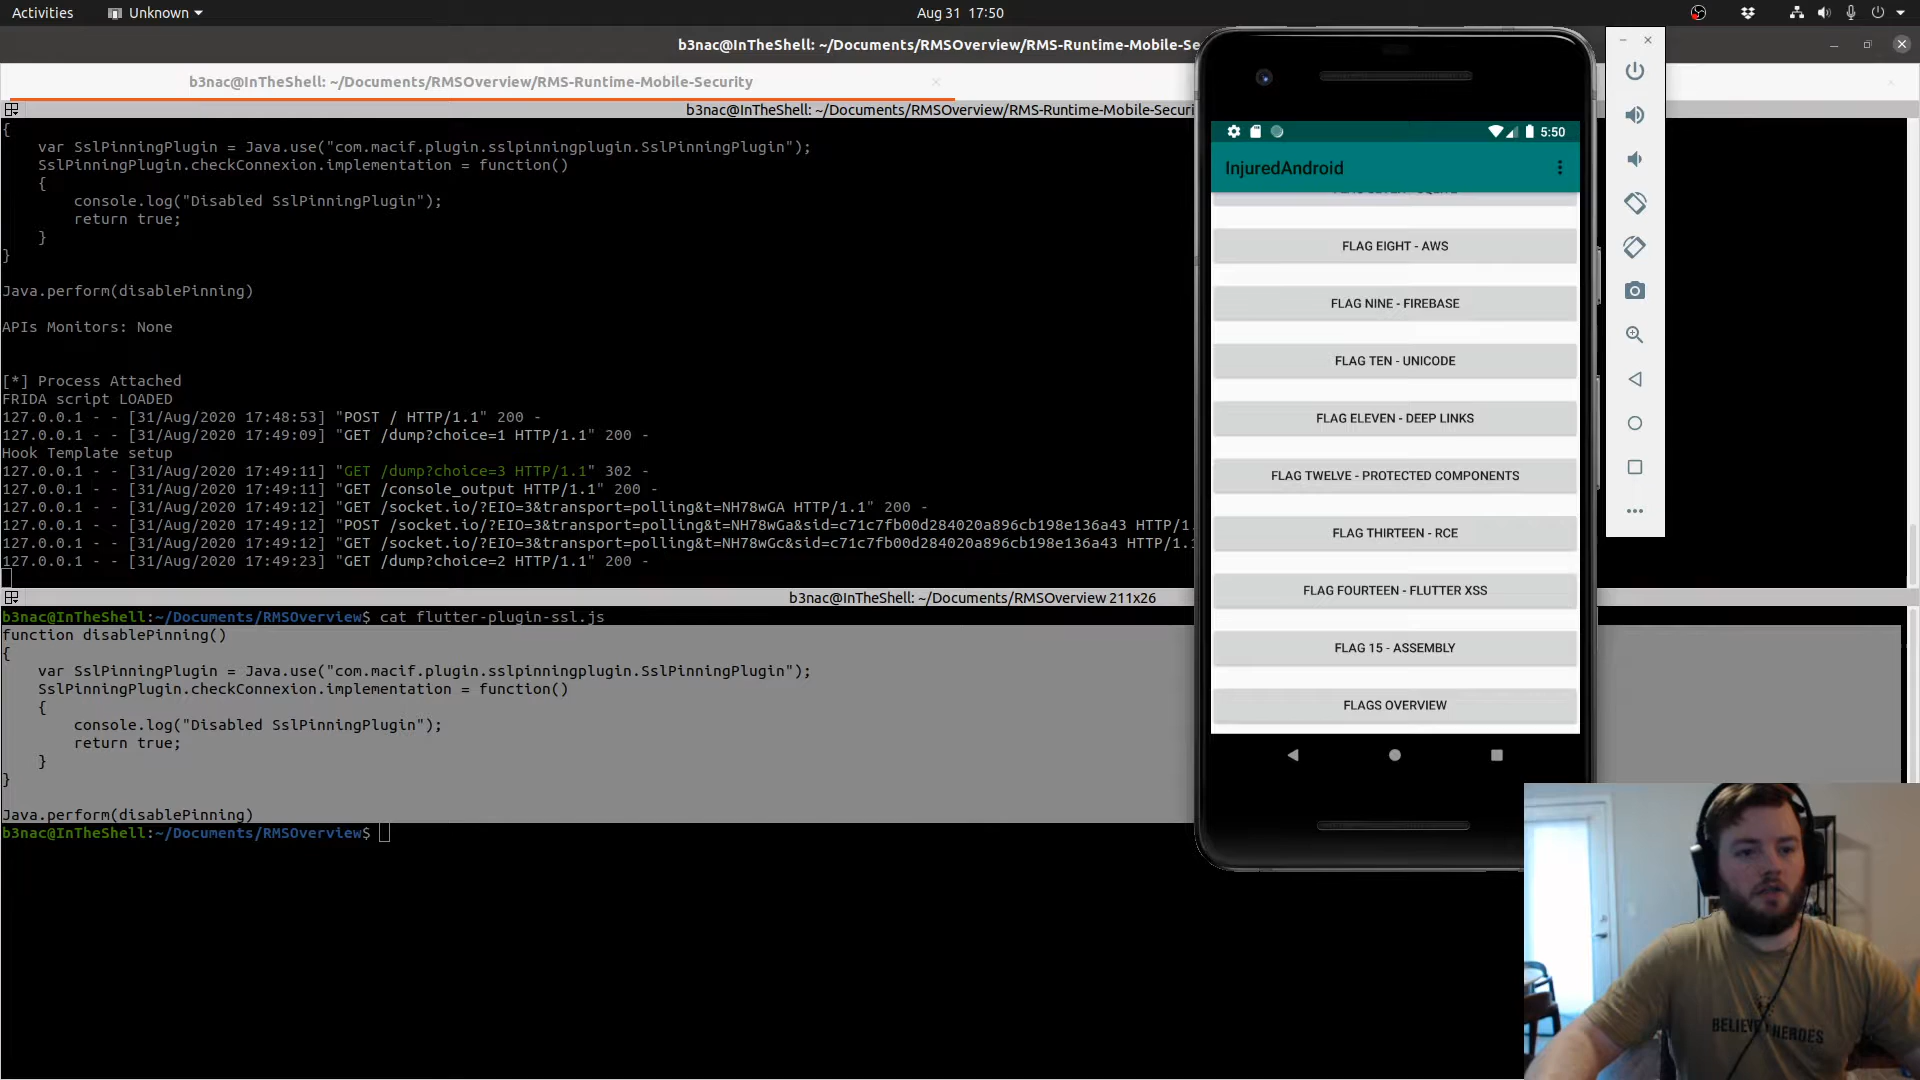 Activities
Unknown
Aug 31 17:50
b3nac@InTheShell: ~/Documents/RMSOverview/RMS-Runtime-Mobile-Se
b3nac@InTheShell: ~/Documents/RMSOverview/RMS-Runtime-Mobile-Security
b3nac@InTheShell: ~/Documents/RMSOverview/RMS-Runtime-Mobile-Securi
{
    var SslPinningPlugin = Java.use("com.macif.plugin.sslpinningplugin.SslPinningPlugin");
    SslPinningPlugin.checkConnexion.implementation = function()
    {
        console.log("Disabled SslPinningPlugin");
        return true;
    }
}
Java.perform(disablePinning)
APIs Monitors: None
[*] Process Attached
FRIDA script LOADED
127.0.0.1 - - [31/Aug/2020 17:48:53] "POST / HTTP/1.1" 200 -
127.0.0.1 - - [31/Aug/2020 17:49:09] "GET /dump?choice=1 HTTP/1.1" 200 -
Hook Template setup
127.0.0.1 - - [31/Aug/2020 17:49:11] "GET /dump?choice=3 HTTP/1.1" 302 -
127.0.0.1 - - [31/Aug/2020 17:49:11] "GET /console_output HTTP/1.1" 200 -
127.0.0.1 - - [31/Aug/2020 17:49:12] "GET /socket.io/?EIO=3&transport=polling&t=NH78wGA HTTP/1.1" 200 -
127.0.0.1 - - [31/Aug/2020 17:49:12] "POST /socket.io/?EIO=3&transport=polling&t=NH78wGa&sid=c71c7fb00d284020a896cb198e136a43 HTTP/1.
127.0.0.1 - - [31/Aug/2020 17:49:12] "GET /socket.io/?EIO=3&transport=polling&t=NH78wGc&sid=c71c7fb00d284020a896cb198e136a43 HTTP/1.1
127.0.0.1 - - [31/Aug/2020 17:49:23] "GET /dump?choice=2 HTTP/1.1" 200 -
b3nac@InTheShell: ~/Documents/RMSOverview 211x26
b3nac@InTheShell:~/Documents/RMSOverview$ cat flutter-plugin-ssl.js
function disablePinning()
{
    var SslPinningPlugin = Java.use("com.macif.plugin.sslpinningplugin.SslPinningPlugin");
    SslPinningPlugin.checkConnexion.implementation = function()
    {
        console.log("Disabled SslPinningPlugin");
        return true;
    }
}
Java.perform(disablePinning)
b3nac@InTheShell:~/Documents/RMSOverview$
5:50
InjuredAndroid
FLAG EIGHT - AWS
FLAG NINE - FIREBASE
FLAG TEN - UNICODE
FLAG ELEVEN - DEEP LINKS
FLAG TWELVE - PROTECTED COMPONENTS
FLAG THIRTEEN - RCE
FLAG FOURTEEN - FLUTTER XSS
FLAG 15 - ASSEMBLY
FLAGS OVERVIEW
HEROES